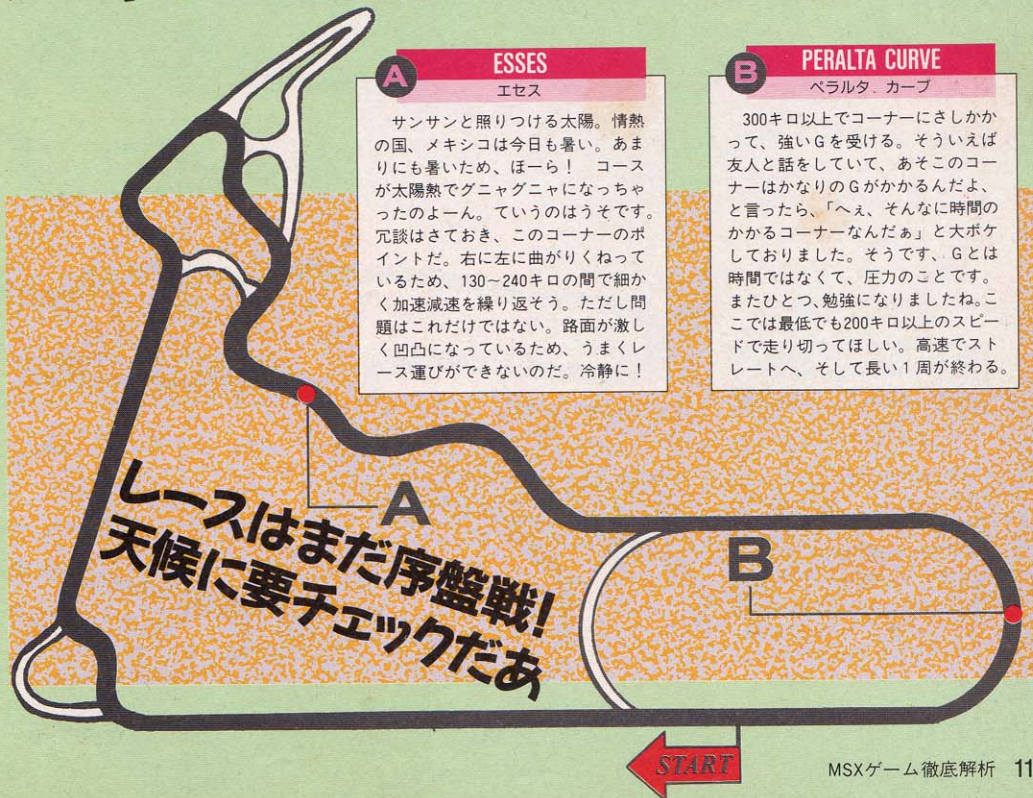 A
ESSES
エセス
サンサンと照りつける太陽。情熱
の国、メキシコは今日も暑い。あま
りにも暑いため、ほーら！　コース
が太陽熱でグニャグニャになっちゃ
ったのよーん。ていうのはうそです。
冗談はさておき、このコーナーのポ
イントだ。右に左に曲がりくねって
いるため、130~240キロの間で細か
く加速減速を繰り返そう。ただし問
題はこれだけではない。路面が激し
く凹凸になっているため、うまくレ
ース運びができないのだ。冷静に！
B
PERALTA CURVE
ペラルタ．カーブ
300キロ以上でコーナーにさしかか
って、強いGを受ける。そういえば
友人と話をしていて、あそこのコー
ナーはかなりのGがかかるんだよ、
と言ったら、「へぇ、そんなに時間の
かかるコーナーなんだぁ」と大ボケ
しておりました。そうです、Gとは
時間ではなくて、圧力のことです。
またひとつ、勉強になりましたね。こ
こでは最低でも200キロ以上のスピー
ドで走り切ってほしい。高速でスト
レートへ、そして長い1周が終わる。
A
B
レースはまだ序盤戦！
天候に要チェックだあ
START
MSXゲーム徹底解析 11